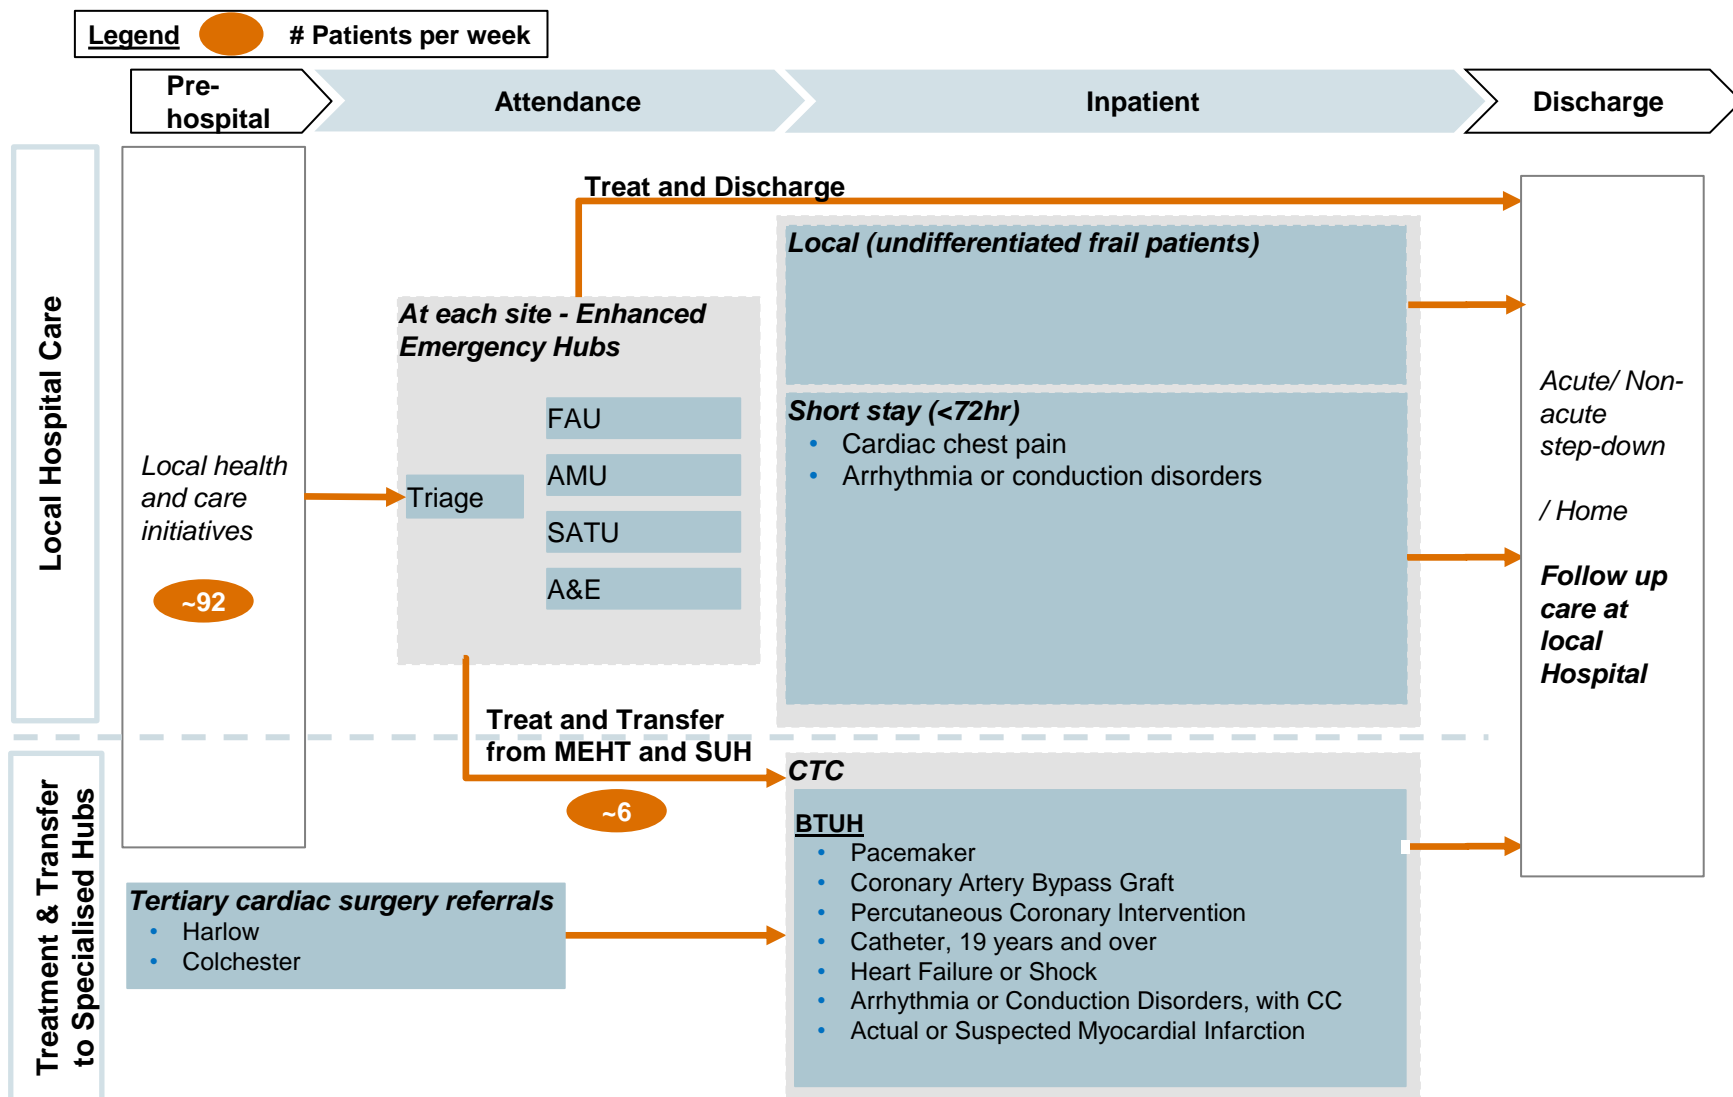 Legend
# Patients per week
Pre-
hospital
Attendance
Inpatient
Discharge
Local Hospital Care
Local health
and care
initiatives
~92
Treat and Discharge
At each site - Enhanced
Emergency Hubs
Triage
FAU
AMU
SATU
A&E
Local (undifferentiated frail patients)
Short stay (<72hr)
• Cardiac chest pain
• Arrhythmia or conduction disorders
Acute/ Non-
acute
step-down
/ Home
Follow up
care at
local
Hospital
Treatment & Transfer
to Specialised Hubs
Treat and Transfer
from MEHT and SUH
~6
Tertiary cardiac surgery referrals
• Harlow
• Colchester
CTC
BTUH
• Pacemaker
• Coronary Artery Bypass Graft
• Percutaneous Coronary Intervention
• Catheter, 19 years and over
• Heart Failure or Shock
• Arrhythmia or Conduction Disorders, with CC
• Actual or Suspected Myocardial Infarction